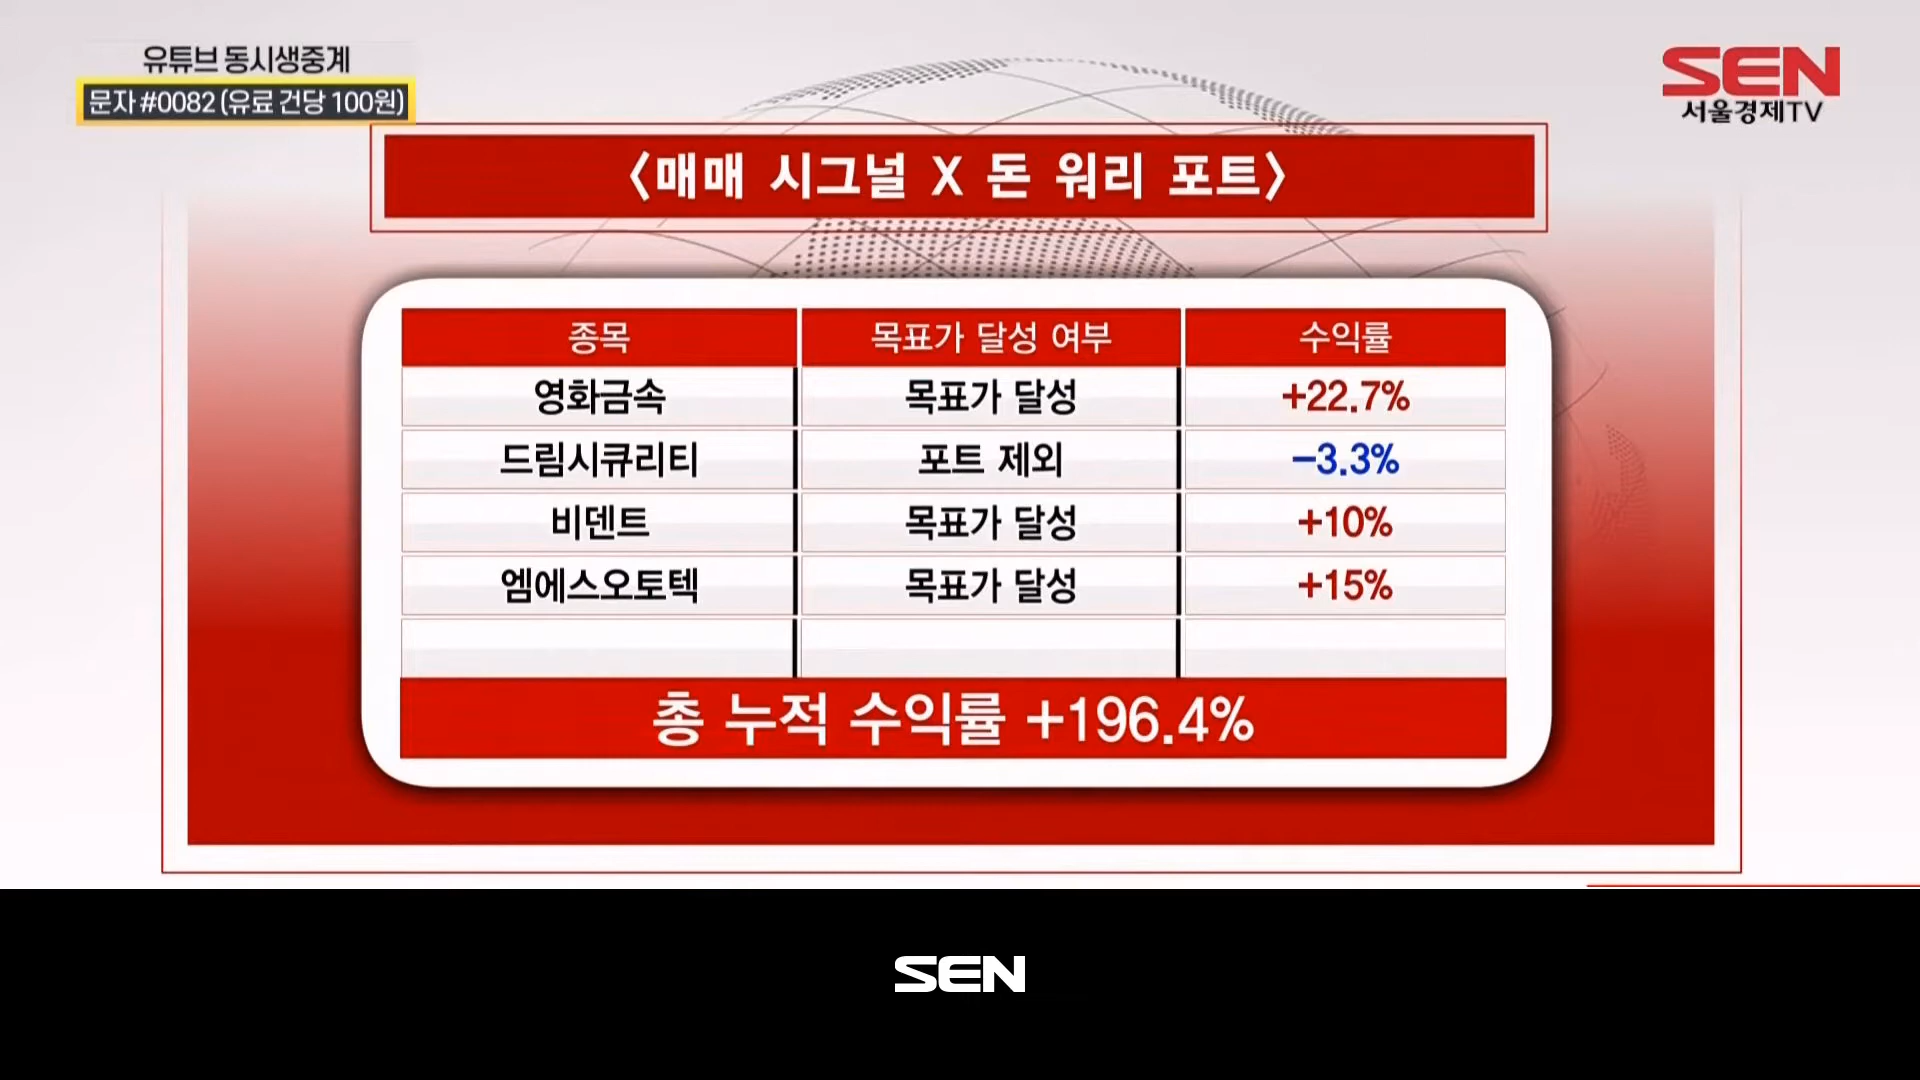 유튜브 동시생중계
문자 #0082 (유료 건당 100원)
SEN
서울경제TV
<매매 시그널 X 돈 워리 포트>
종목 목표가 달성 여부 수익률
영화금속 목표가 달성 +22.7%
드림시큐리티 포트 제외 -3.3%
비덴트 목표가 달성 +10%
엠에스오토텍 목표가 달성 +15%
총 누적 수익률 +196.4%
SEN